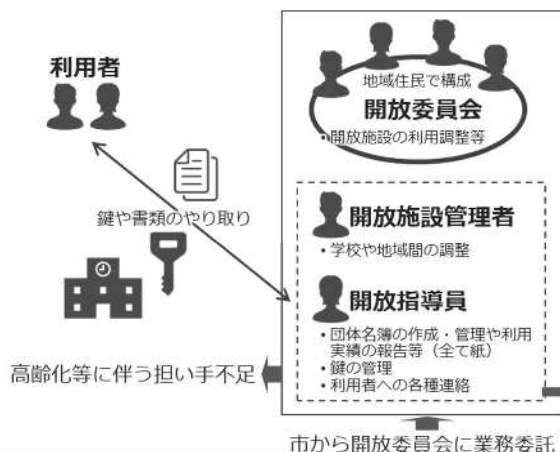 利用者
鍵や書類のやり取り
高齢化等に伴う担い手不足
地域住民で構成
開放委員会
・開放施設の利用調整等
開放施設管理者
・学校や地域間の調整
開放指導員
・団体名簿の作成・管理や利用
実績の報告等（全て紙）
・鍵の管理
・利用者への各種連絡
市から開放委員会に業務委託